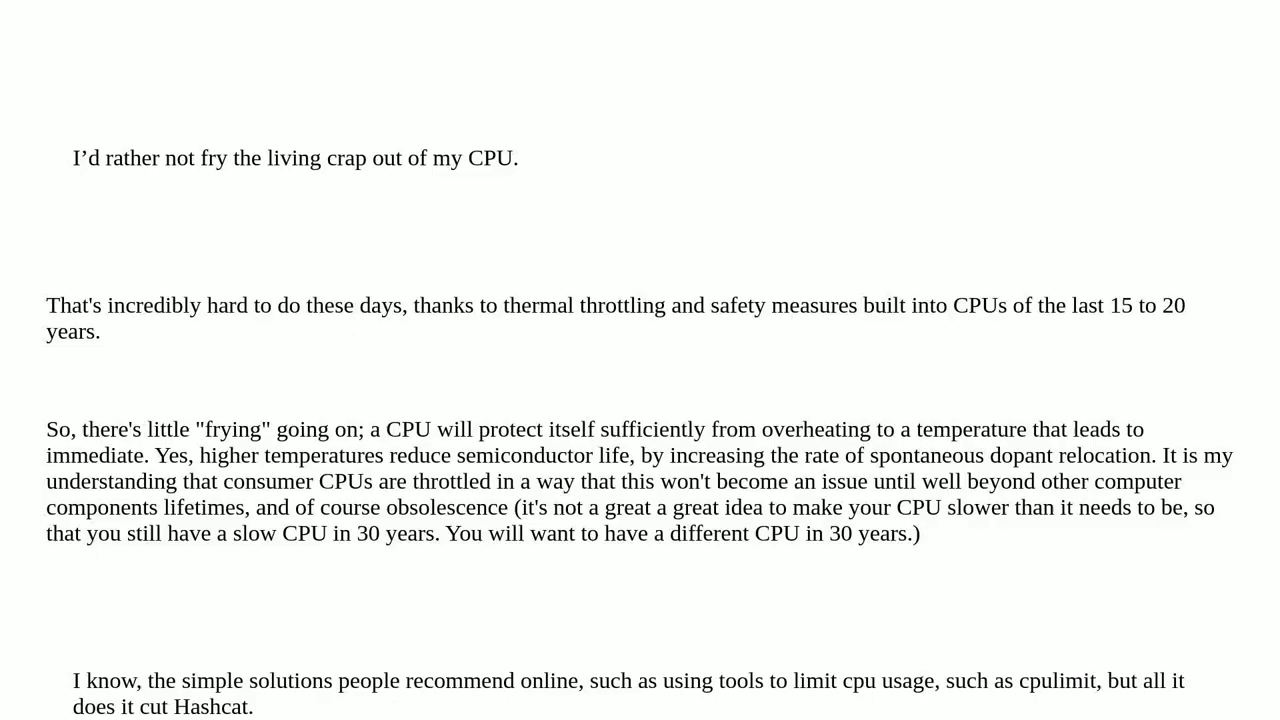 I’d rather not fry the living crap out of my CPU.
That's incredibly hard to do these days, thanks to thermal throttling and safety measures built into CPUs of the last 15 to 20
years.
So, there's little "frying" going on; a CPU will protect itself sufficiently from overheating to a temperature that leads to
immediate. Yes, higher temperatures reduce semiconductor life, by increasing the rate of spontaneous dopant relocation. It is my
understanding that consumer CPUs are throttled in a way that this won't become an issue until well beyond other computer
components lifetimes, and of course obsolescence (it's not a great a great idea to make your CPU slower than it needs to be, so
that you still have a slow CPU in 30 years. You will want to have a different CPU in 30 years.)
I know, the simple solutions people recommend online, such as using tools to limit cpu usage, such as cpulimit, but all it
does it cut Hashcat.